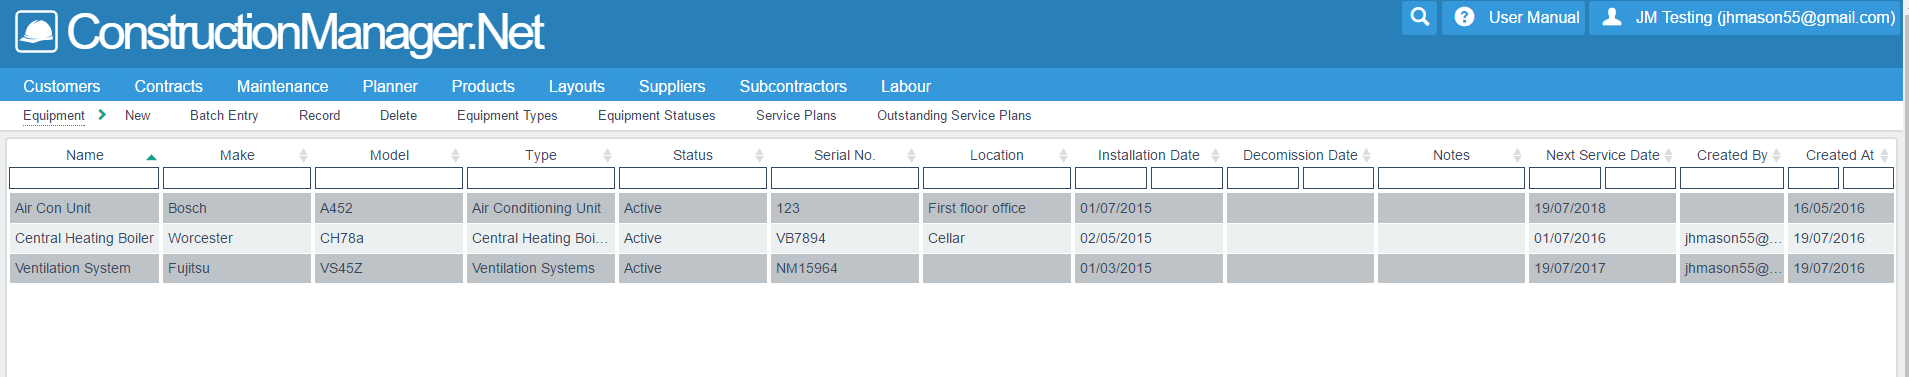 ConstructionManager.Net
User Manual
JM Testing (jhmason55@gmail.com)
Customers Contracts Maintenance Planner Products Layouts Suppliers Subcontractors Labour
Equipment New Batch Entry Record Delete Equipment Types Equipment Statuses Service Plans Outstanding Service Plans
Name Make Model Type Status Serial No. Location Installation Date Decomission Date Notes Next Service Date Created By Created At
Air Con Unit Bosch A452 Air Conditioning Unit Active 123 First floor office 01/07/2015 19/07/2018 16/05/2016
Central Heating Boiler Worcester CH78a Central Heating Boi... Active VB7894 Cellar 02/05/2015 01/07/2016 jhmason55@... 19/07/2016
Ventilation System Fujitsu VS45Z Ventilation Systems Active NM15964 01/03/2015 19/07/2017 jhmason55@... 19/07/2016